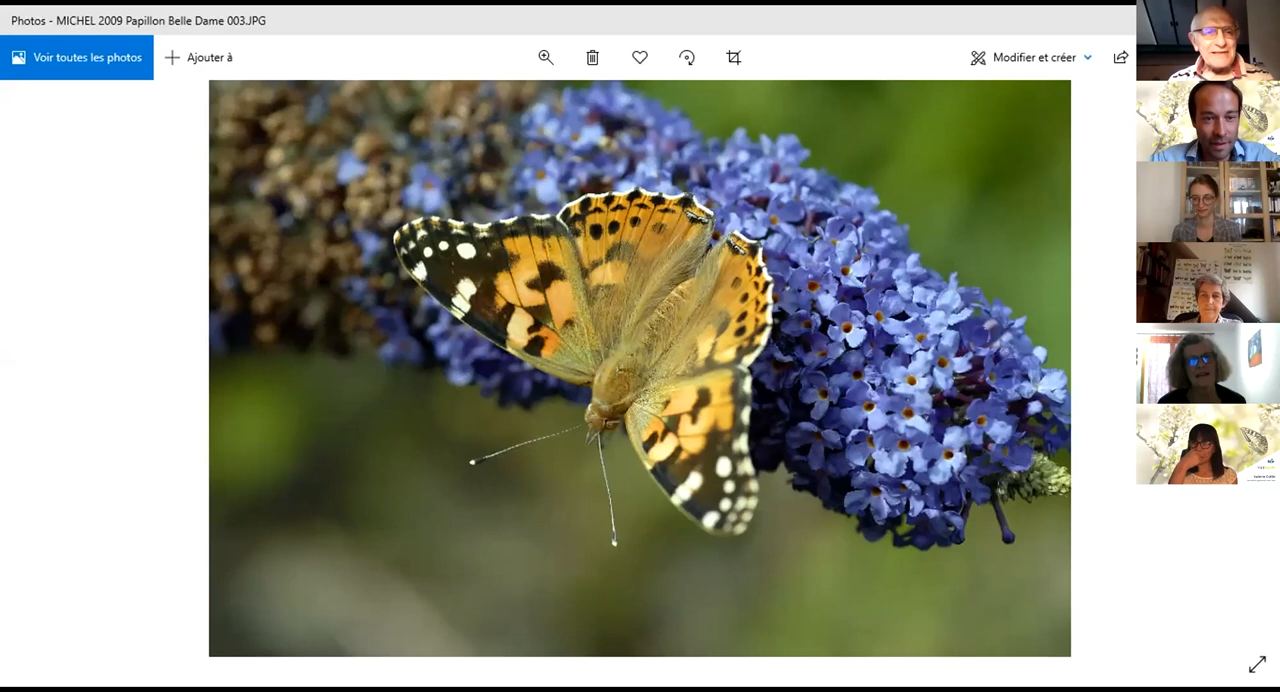 Photos - MICHEL 2009 Papillon Belle Dame 003.JPG
Voir toutes les photos
Ajouter à
Modifier et créer